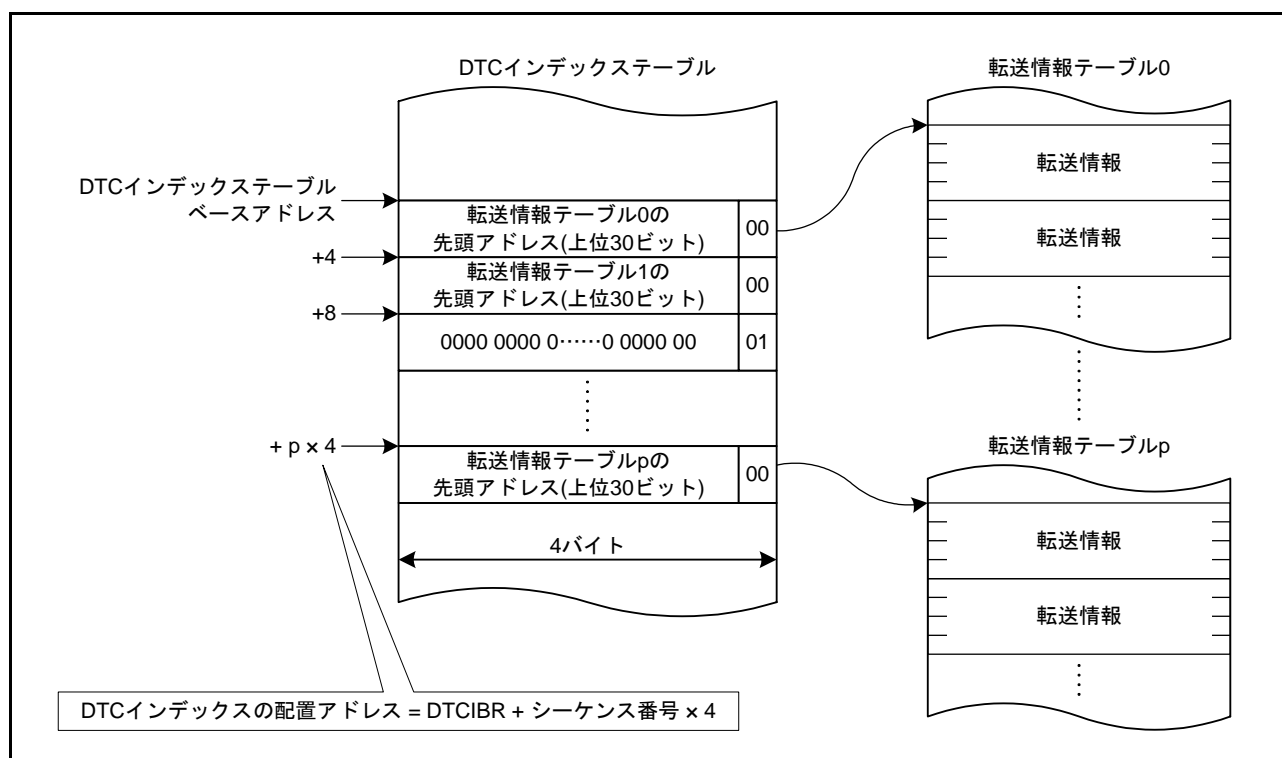 DTCインデックステーブル
転送情報テーブル0
DTCインデックステーブル
ベースアドレス
転送情報テーブル0の
先頭アドレス(上位30ビット)
00
転送情報
+4
転送情報テーブル1の
先頭アドレス(上位30ビット)
00
転送情報
+8
0000 0000 0……0 0000 00
01
+ p × 4
転送情報テーブルpの
先頭アドレス(上位30ビット)
00
転送情報テーブルp
4バイト
転送情報
転送情報
DTCインデックスの配置アドレス = DTCIBR + シーケンス番号 × 4